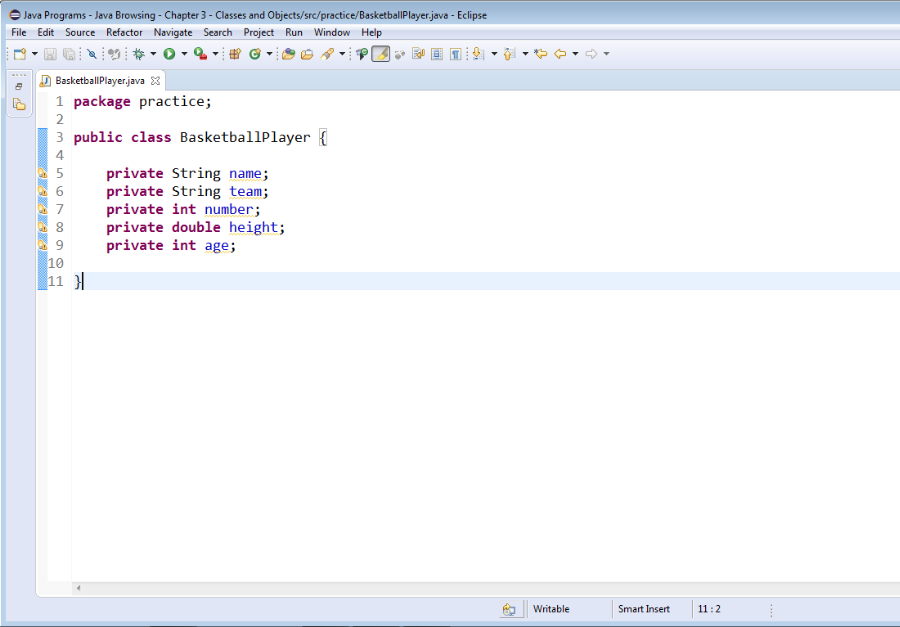 Java Programs - Java Browsing - Chapter 3 - Classes and Objects/src/practice/BasketballPlayer.java - Eclipse
File Edit Source Refactor Navigate Search Project Run Window Help
BasketballPlayer.java
1 package practice;
2
3 public class BasketballPlayer {
4
5 private String name;
6 private String team;
7 private int number;
8 private double height;
9 private int age;
10
11 }
Writable Smart Insert 11 : 2